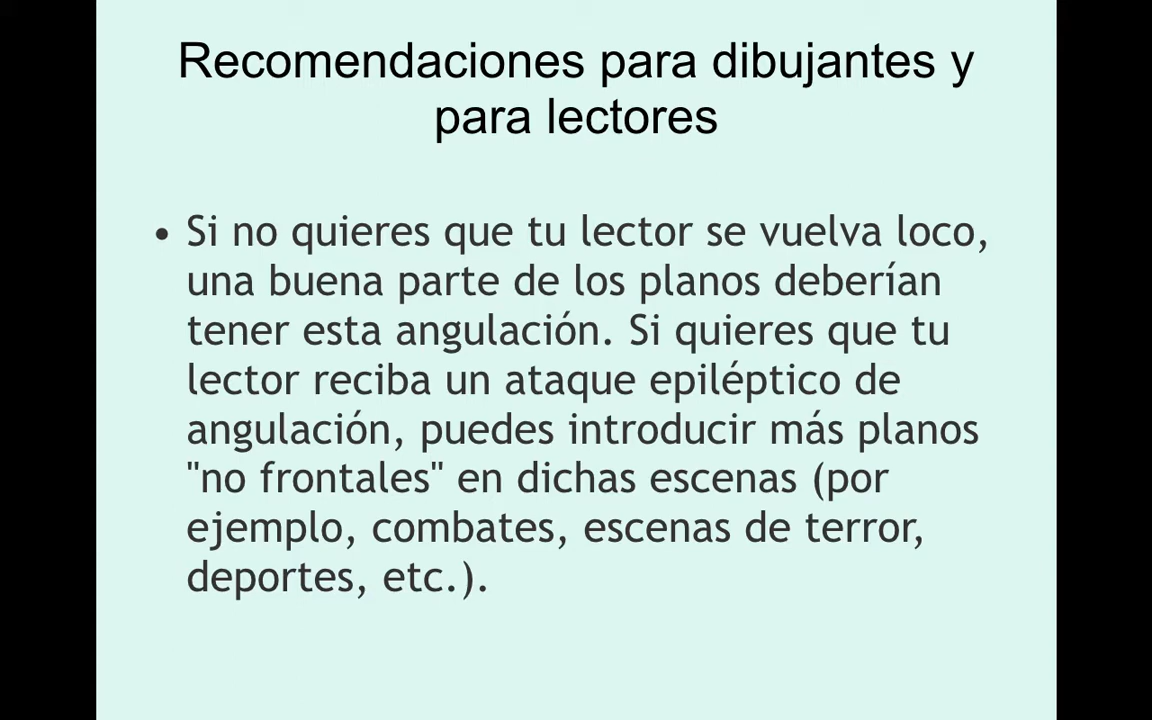 Recomendaciones para dibujantes y
para lectores
• Si no quieres que tu lector se vuelva loco,
una buena parte de los planos deberían
tener esta angulación. Si quieres que tu
lector reciba un ataque epiléptico de
angulación, puedes introducir más planos
"no frontales" en dichas escenas (por
ejemplo, combates, escenas de terror,
deportes, etc.).